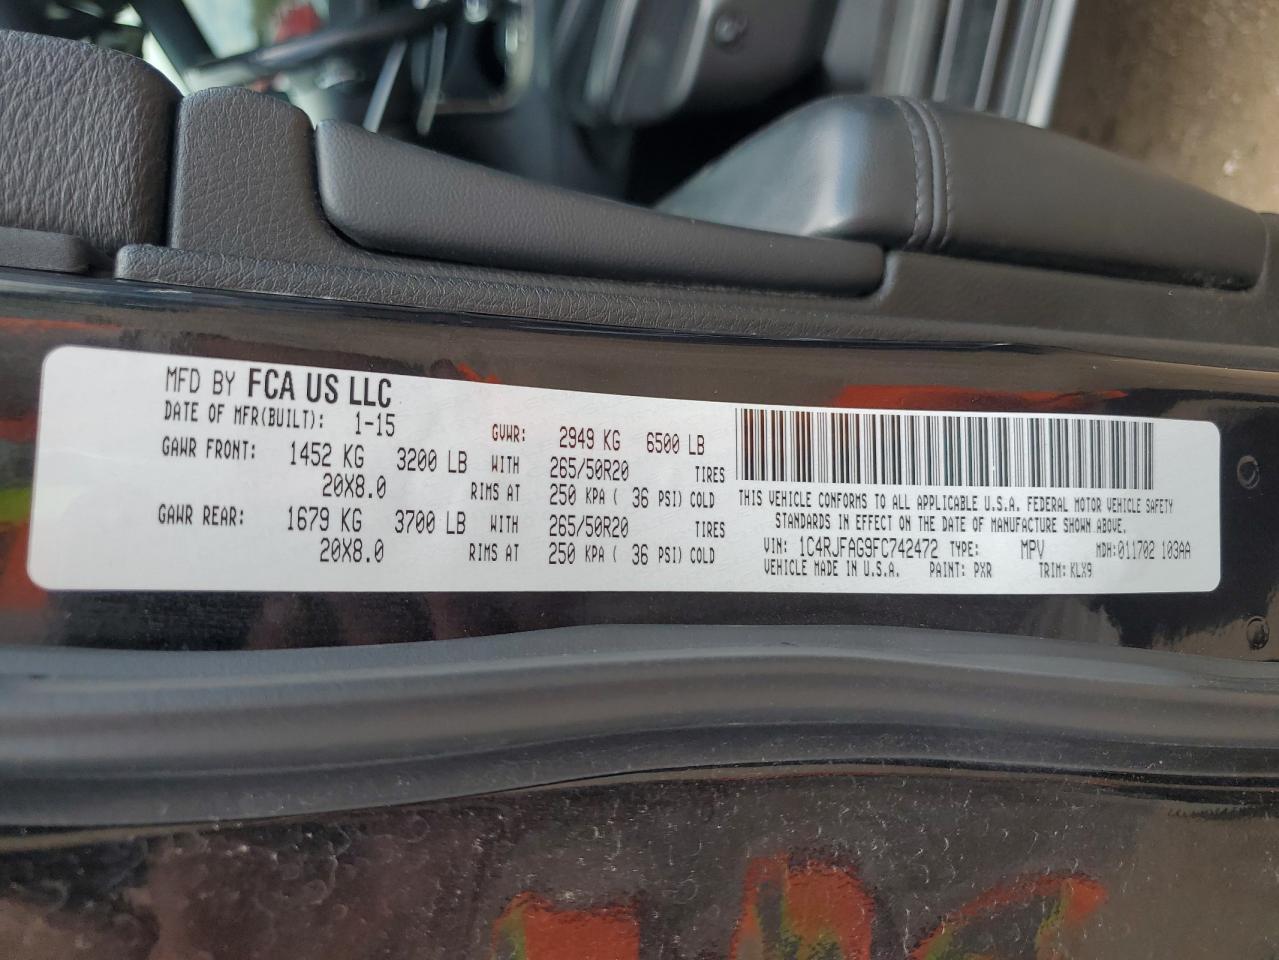 MFD BY FCA US LLC
DATE OF MFR(BUILT): 1-15 GVWR: 2949 KG 6500 LB
GAWR FRONT: 1452 KG 3200 LB WITH 265/50R20 TIRES
20X8.0 RIMS AT 250 KPA ( 36 PSI) COLD
GAWR REAR: 1679 KG 3700 LB WITH 265/50R20 TIRES
20X8.0 RIMS AT 250 KPA ( 36 PSI) COLD
THIS VEHICLE CONFORMS TO ALL APPLICABLE U.S.A. FEDERAL MOTOR VEHICLE SAFETY
STANDARDS IN EFFECT ON THE DATE OF MANUFACTURE SHOWN ABOVE.
VIN: 1C4RJFAG9FC742472 TYPE: MPV MDH:011702 103AA
VEHICLE MADE IN U.S.A. PAINT: PXR TRIM: KLX9